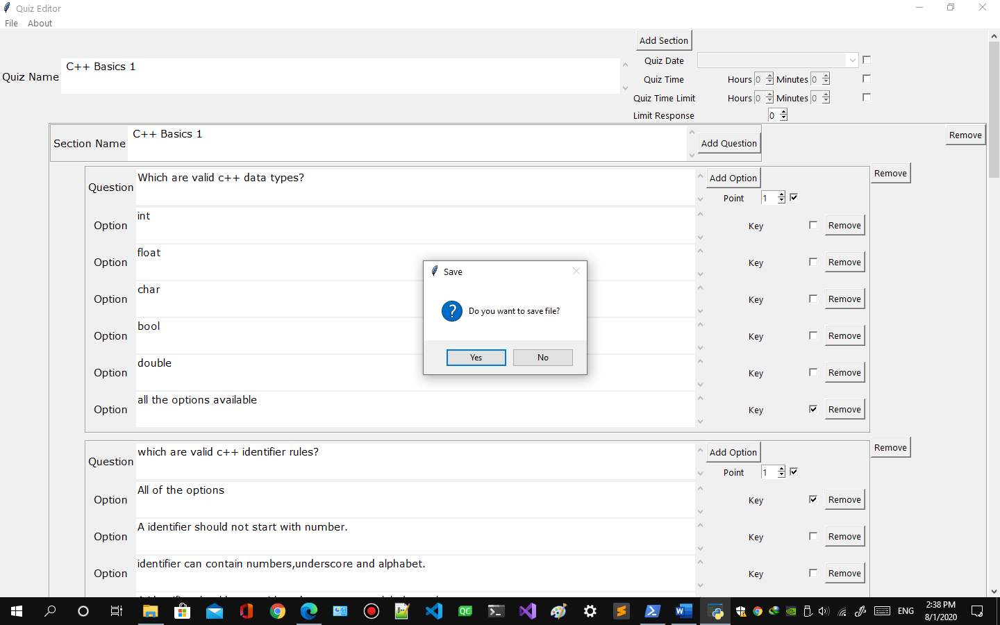 Quiz Editor
File About
Add Section
Quiz Name C++ Basics 1
Quiz Date
Quiz Time Hours 0 Minutes 0
Quiz Time Limit Hours 0 Minutes 0
Limit Response 0
Section Name C++ Basics 1 Add Question Remove
Question Which are valid c++ data types? Add Option Remove
Point 1
Option int Key Remove
Option float Key Remove
Option char Key Remove
Option bool Key Remove
Option double Key Remove
Option all the options available Key Remove
Save
Do you want to save file?
Yes No
Question which are valid c++ identifier rules? Add Option Remove
Point 1
Option All of the options Key Remove
Option A identifier should not start with number. Key Remove
Option identifier can contain numbers,underscore and alphabet. Key Remove
QC
ENG
2:38 PM
8/1/2020